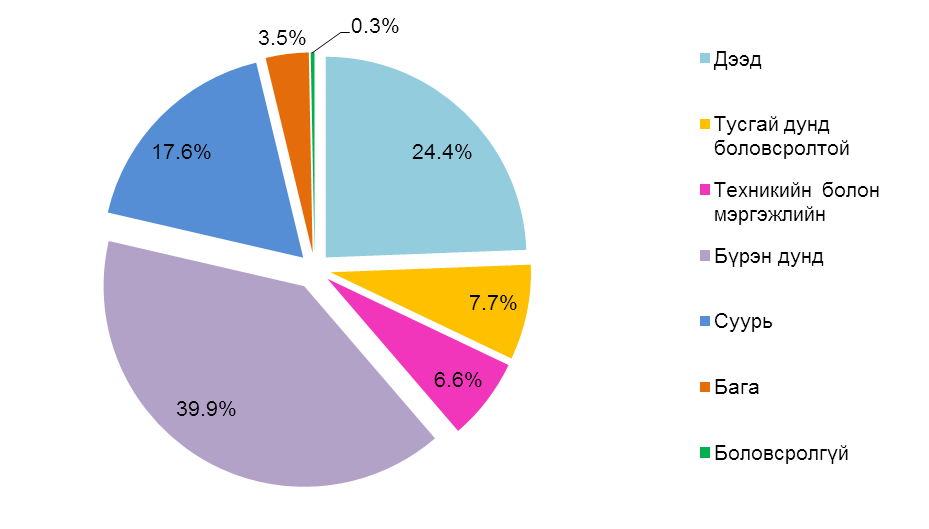 0.3%
3.5%
24.4%
17.6%
7.7%
6.6%
39.9%
Дээд
Тусгай дунд
боловсролтой
Техникийн болон
мэргэжлийн
Бүрэн дунд
Суурь
Бага
Боловсролгүй